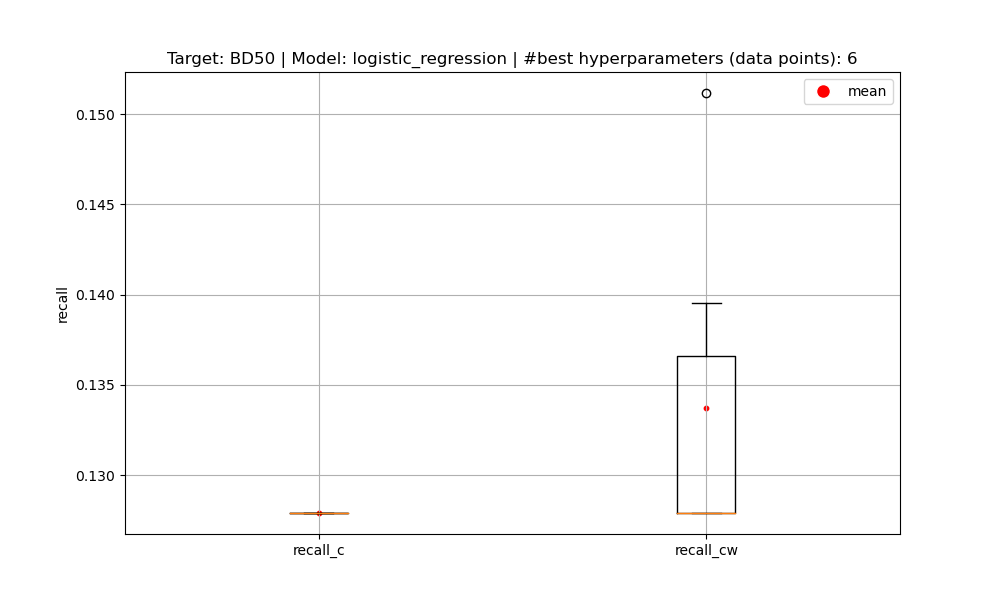 Target: BD50 | Model: logistic_regression | #best hyperparameters (data points): 6
mean
0.150
0.145
0.140
0.135
0.130
recall
recall_c
recall_cw